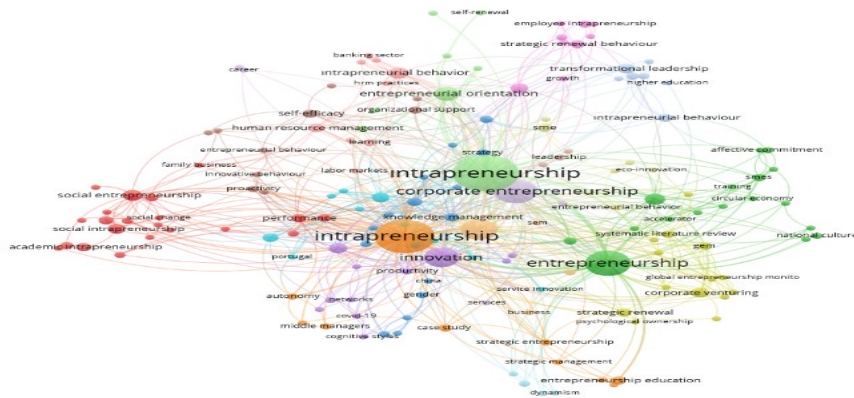 self-renewal
employee intrapreneurship
strategic renewal behaviour
banking sector
career
intrapreneurial behavior
transformational leadership
hrm practices
growth
higher education
entrepreneurial orientation
self-efficacy
organizational support
intrapreneurial behaviour
human resource management
sme
learning
entrepreneurial behaviour
strategy
leadership
affective commitment
family business
innovative behaviour
labor markets
intrapreneurship
eco-innovation
smes
proactivity
training
social entrepreneurship
corporate entrepreneurship
circular economy
entrepreneurial behavior
social change
performance
knowledge management
accelerator
social intrapreneurship
sem
systematic literature review
national culture
academic intrapreneurship
intrapreneurship
gem
portugal
innovation
entrepreneurship
productivity
global entrepreneurship monito
china
service innovation
autonomy
networks
gender
services
corporate venturing
covid-19
business
strategic renewal
middle managers
case study
psychological ownership
cognitive styles
strategic entrepreneurship
strategic management
entrepreneurship education
dynamism